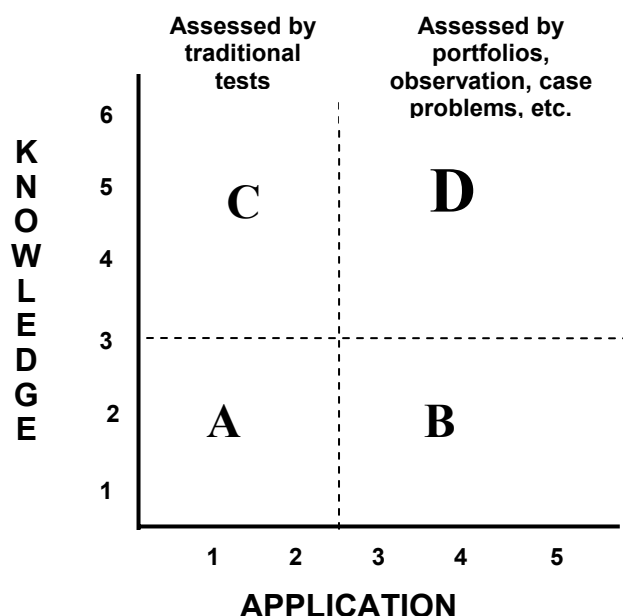 Assessed by
traditional
tests
Assessed by
portfolios,
observation, case
problems, etc.
KNOWLEDGE
6
5
4
3
2
1
C
D
A
B
1 2 3 4 5
APPLICATION